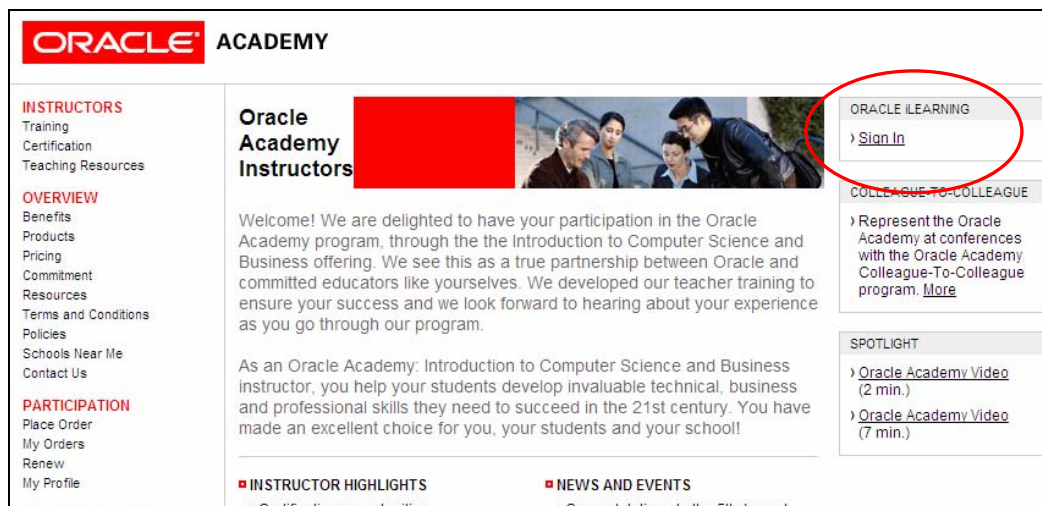 ORACLE ACADEMY
INSTRUCTORS
Training
Certification
Teaching Resources
OVERVIEW
Benefits
Products
Pricing
Commitment
Resources
Terms and Conditions
Policies
Schools Near Me
Contact Us
PARTICIPATION
Place Order
My Orders
Renew
My Profile
Oracle
Academy
Instructors
Welcome! We are delighted to have your participation in the Oracle
Academy program, through the the Introduction to Computer Science and
Business offering. We see this as a true partnership between Oracle and
committed educators like yourselves. We developed our teacher training to
ensure your success and we look forward to hearing about your experience
as you go through our program.
As an Oracle Academy: Introduction to Computer Science and Business
instructor, you help your students develop invaluable technical, business
and professional skills they need to succeed in the 21st century. You have
made an excellent choice for you, your students and your school!
INSTRUCTOR HIGHLIGHTS
NEWS AND EVENTS
ORACLE iLEARNING
Sign In
COLLEAGUE-TO-COLLEAGUE
Represent the Oracle
Academy at conferences
with the Oracle Academy
Colleague-To-Colleague
program. More
SPOTLIGHT
Oracle Academy Video
(2 min.)
Oracle Academy Video
(7 min.)